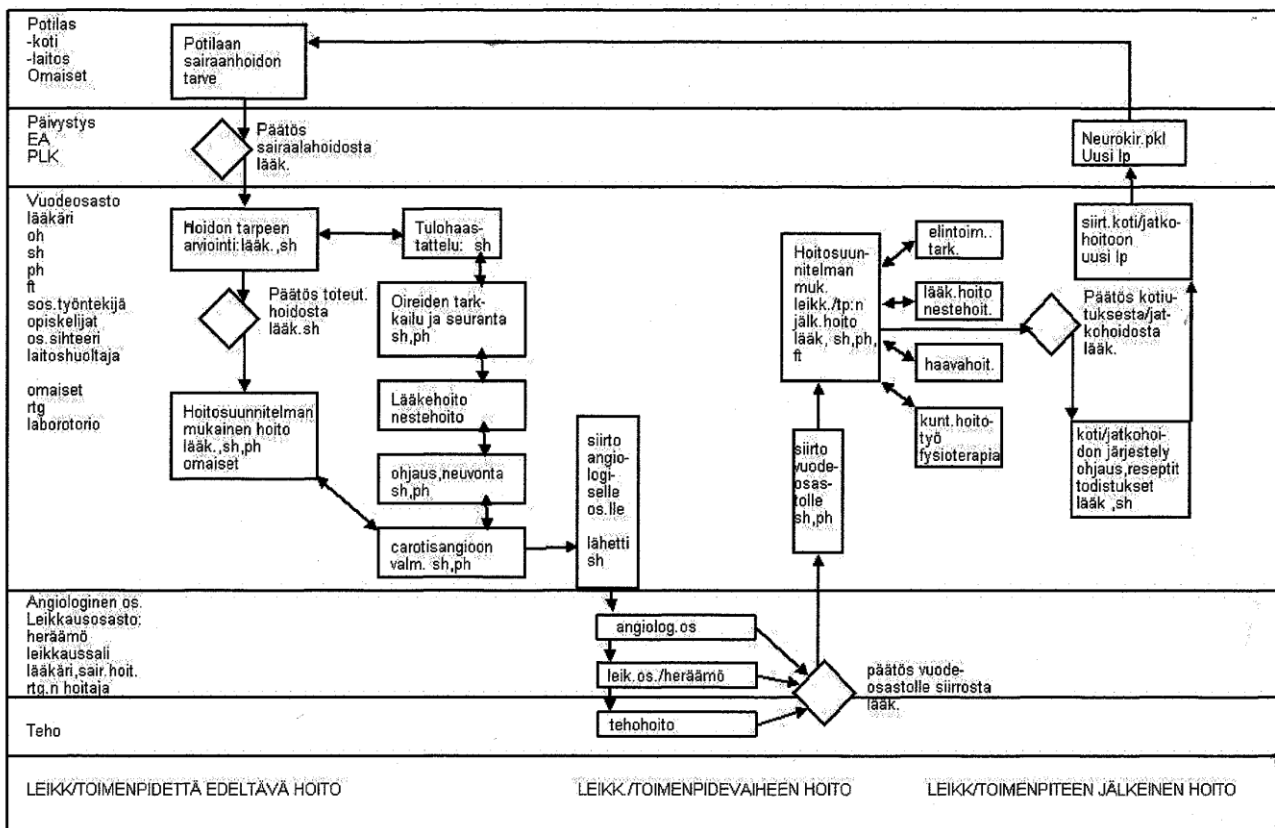 Potilas
-koti
-laitos
Omaiset
Potilaan
sairaanhoidon
tarve
Päivystys
EA
PLK
Päätös
sairaalahoidosta
lääk.
Neurokir.pkl
Uusi lp
Vuodeosasto
lääkäri
oh
sh
ph
ft
sos.työntekijä
opiskelijat
os.sihteeri
laitoshuoltaja
omaiset
rtg
laborotorio
Hoidon tarpeen
arviointi:lääk.,sh
Päätös toteut.
hoidosta
lääk.sh
Hoitosuunnitelman
mukainen hoito
lääk.,sh,ph
omaiset
Tulohaas-
tattelu: sh
Oireiden tark-
kailu ja seuranta
sh,ph
Lääkehoito
nestehoito
ohjaus,neuvonta
sh,ph
carotisangioon
valm. sh,ph
siirto
angio-
logi-
selle
os.lle
lähetti
sh
siirto
vuode-
osas-
tolle
sh,ph
Hoitosuun-
nitelman
muk.
leikk./tp:n
jälk.hoito
lääk, sh,ph,
ft
elintoim..
tark.
lääk.hoito
nestehoit.
haavahoit.
kunt.hoito-
työ
fysioterapia
Päätös kotiu-
tuksesta/jat-
kohoidosta
lääk.
siirt.koti/jatko-
hoitoon
uusi lp
koti/jatkohoi-
don järjestely
ohjaus,reseptit
todistukset
lääk ,sh
Angiologinen os.
Leikkausosasto:
heräämö
leikkaussali
lääkäri,sair.hoit.
rtg.n hoitaja
angiolog.os
leik.os./heräämö
päätös vuode-
osastolle siirrosta
lääk.
Teho
tehohoito
LEIKK/TOIMENPIDETTÄ EDELTÄVÄ HOITO
LEIKK./TOIMENPIDEVAIHEEN HOITO
LEIKK/TOIMENPITEEN JÄLKEINEN HOITO